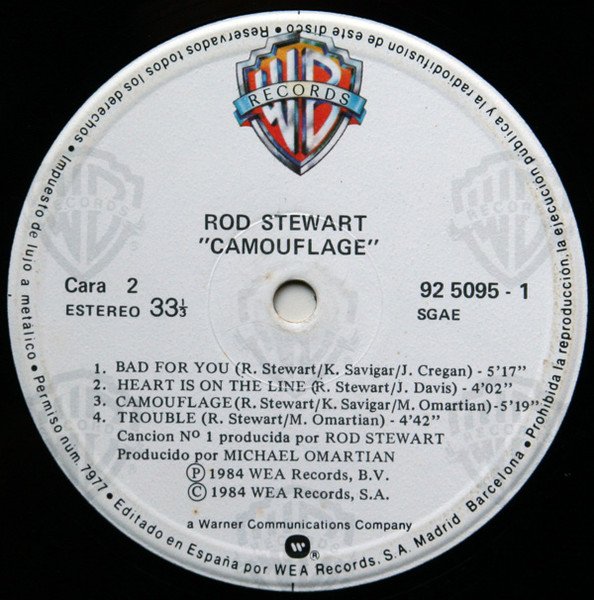 WB
RECORDS
ROD STEWART
"CAMOUFLAGE"
Cara 2
ESTEREO 33⅓
92 5095 - 1
SGAE
1. BAD FOR YOU (R. Stewart/K. Savigar/J. Cregan) - 5'17"
2. HEART IS ON THE LINE (R. Stewart/J. Davis) - 4'02"
3. CAMOUFLAGE (R. Stewart/K. Savigar/M. Omartian) - 5'19"
4. TROUBLE (R. Stewart/M. Omartian) - 4'42"
Cancion Nº 1 producida por ROD STEWART
Producido por MICHAEL OMARTIAN
Ⓟ 1984 WEA Records, B.V.
© 1984 WEA Records, S.A.
a Warner Communications Company
®
• Editado en España por WEA Records. S.A. Madrid Barcelona • Prohibida la reproducción, la ejecución pública y la radiodifusion de este disco • Reservados todos los derechos • Impuesto de lujo a metalico • Permiso núm. 7977